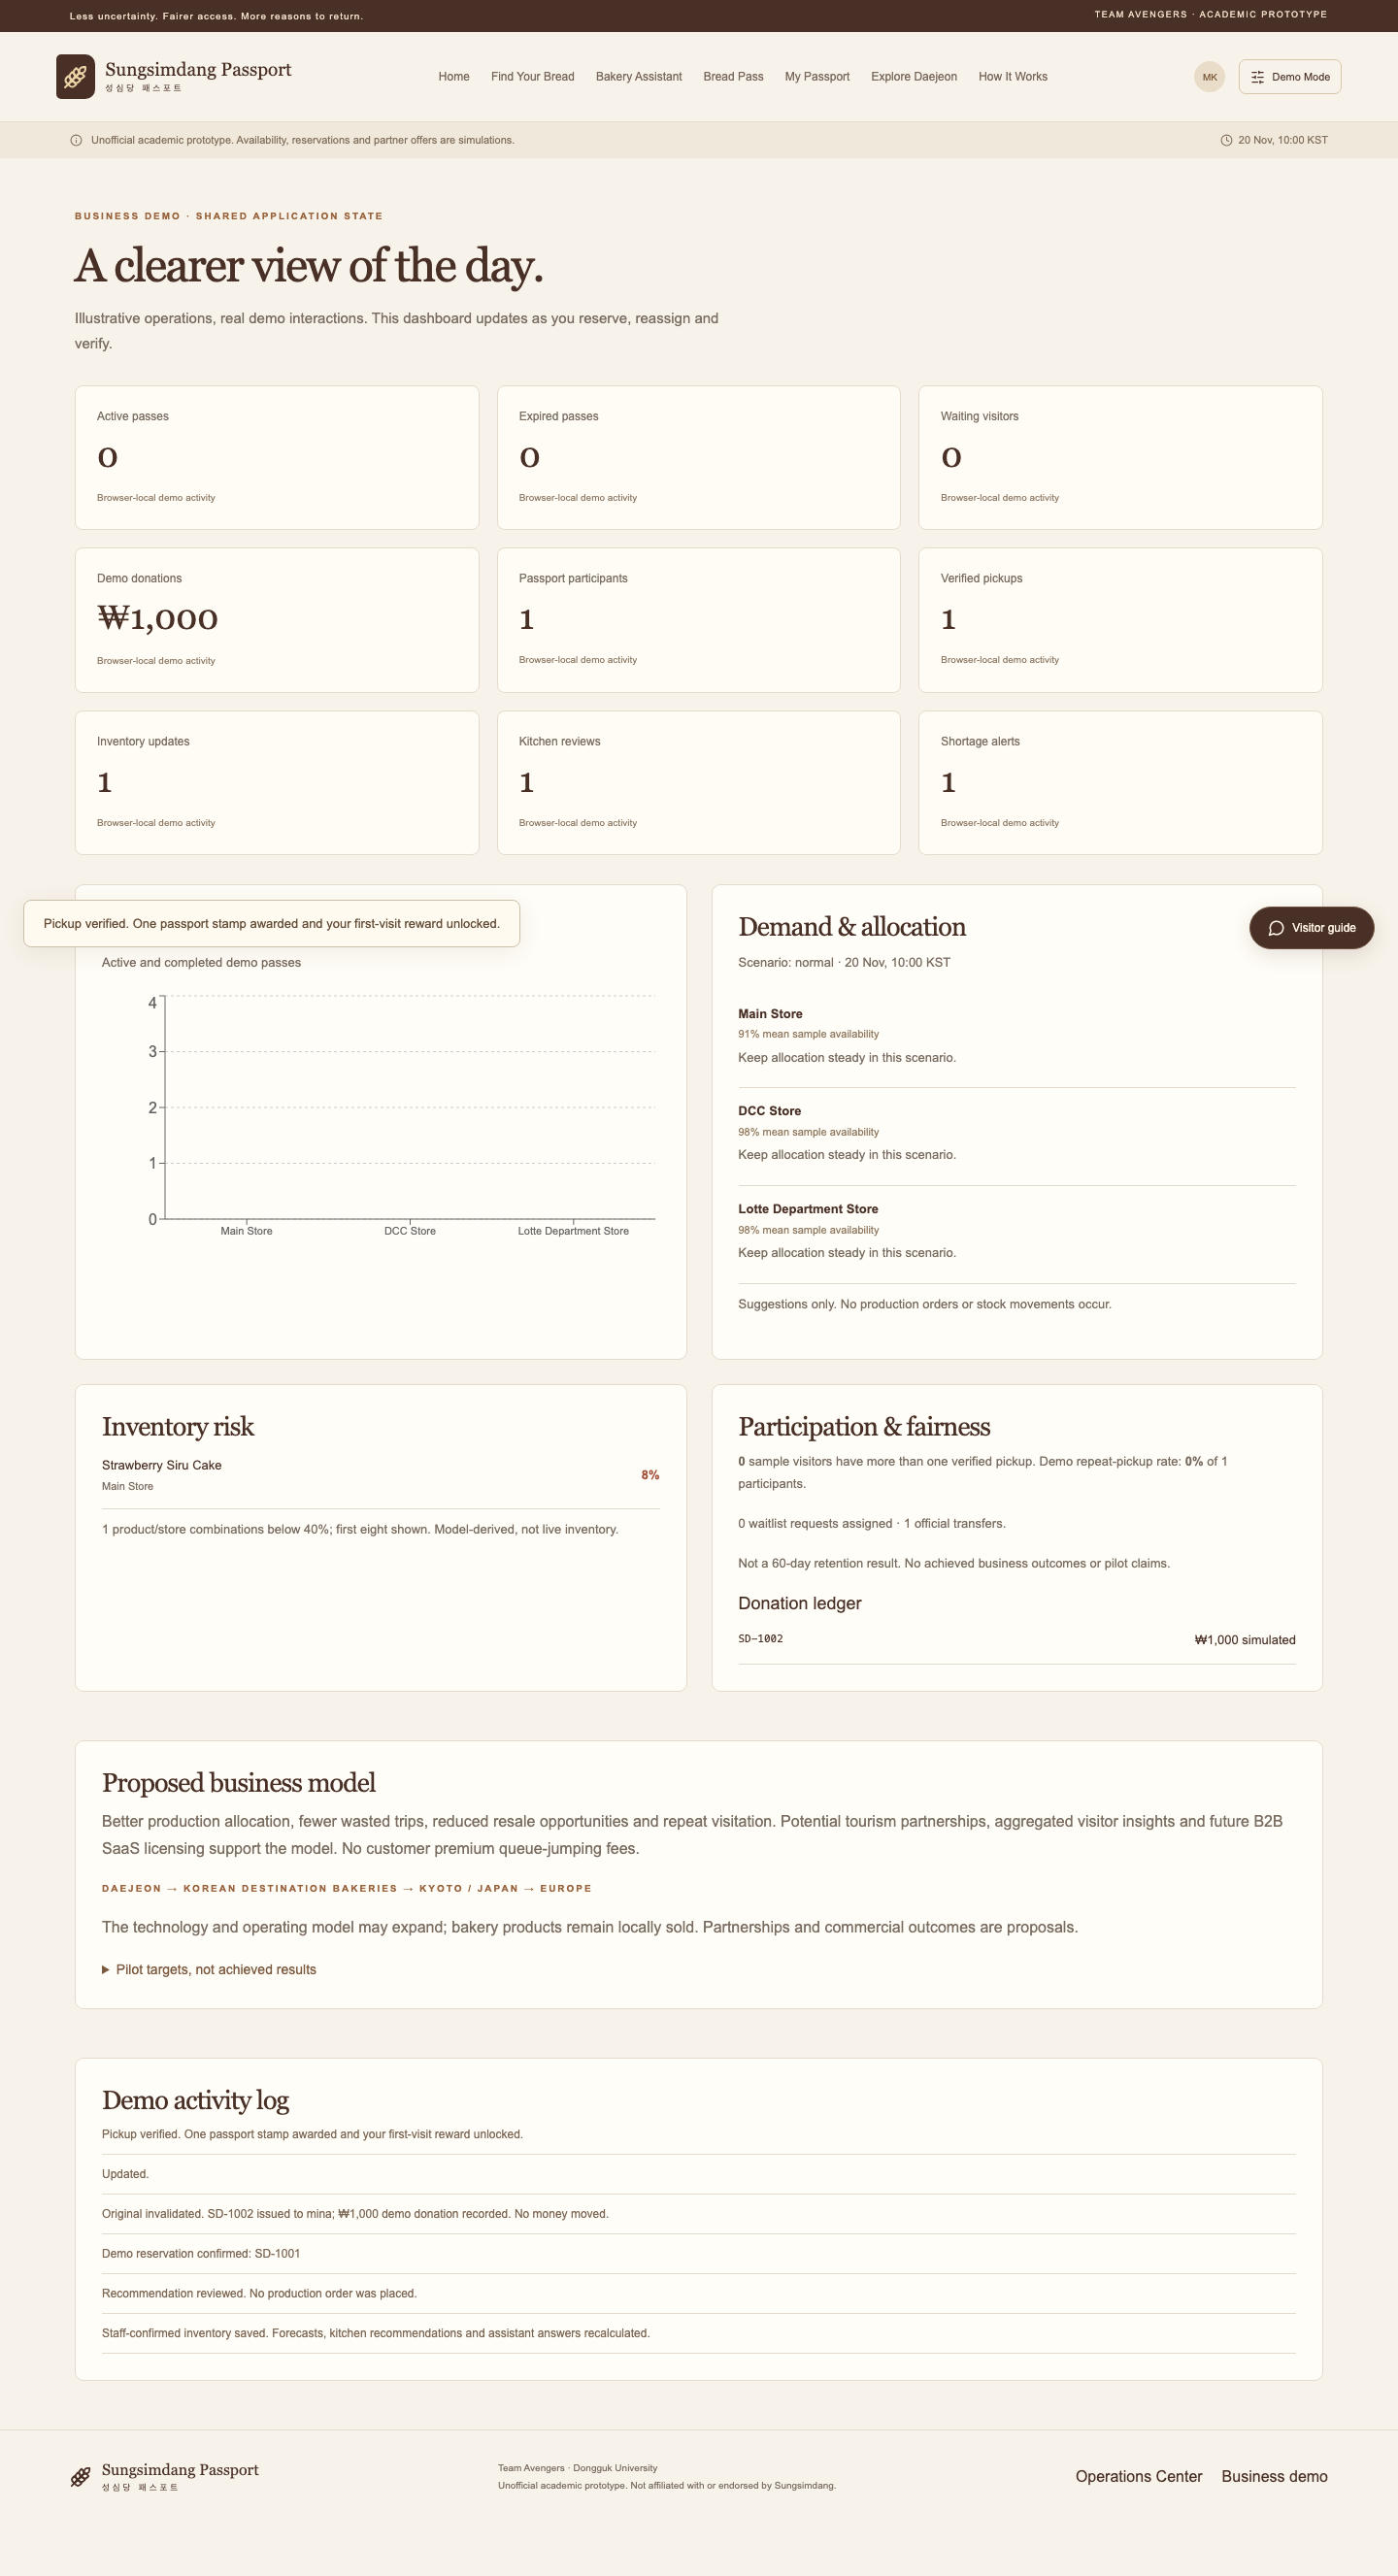 Less uncertainty. Fairer access. More reasons to return.
TEAM AVENGERS · ACADEMIC PROTOTYPE
Sungsimdang Passport
성심당 패스포트
Home
Find Your Bread
Bakery Assistant
Bread Pass
My Passport
Explore Daejeon
How It Works
MK
Demo Mode
Unofficial academic prototype. Availability, reservations and partner offers are simulations.
20 Nov, 10:00 KST
BUSINESS DEMO · SHARED APPLICATION STATE
A clearer view of the day.
Illustrative operations, real demo interactions. This dashboard updates as you reserve, reassign and
verify.
Active passes
0
Browser-local demo activity
Expired passes
0
Browser-local demo activity
Waiting visitors
0
Browser-local demo activity
Demo donations
₩1,000
Browser-local demo activity
Passport participants
1
Browser-local demo activity
Verified pickups
1
Browser-local demo activity
Inventory updates
1
Browser-local demo activity
Kitchen reviews
1
Browser-local demo activity
Shortage alerts
1
Browser-local demo activity
Pickup verified. One passport stamp awarded and your first-visit reward unlocked.
Active and completed demo passes
4
3
2
1
0
Main Store
DCC Store
Lotte Department Store
Demand & allocation
Visitor guide
Scenario: normal · 20 Nov, 10:00 KST
Main Store
91% mean sample availability
Keep allocation steady in this scenario.
DCC Store
98% mean sample availability
Keep allocation steady in this scenario.
Lotte Department Store
98% mean sample availability
Keep allocation steady in this scenario.
Suggestions only. No production orders or stock movements occur.
Inventory risk
Strawberry Siru Cake
Main Store
8%
1 product/store combinations below 40%; first eight shown. Model-derived, not live inventory.
Participation & fairness
0 sample visitors have more than one verified pickup. Demo repeat-pickup rate: 0% of 1
participants.
0 waitlist requests assigned · 1 official transfers.
Not a 60-day retention result. No achieved business outcomes or pilot claims.
Donation ledger
SD-1002
₩1,000 simulated
Proposed business model
Better production allocation, fewer wasted trips, reduced resale opportunities and repeat visitation. Potential tourism partnerships, aggregated visitor insights and future B2B
SaaS licensing support the model. No customer premium queue-jumping fees.
DAEJEON → KOREAN DESTINATION BAKERIES → KYOTO / JAPAN → EUROPE
The technology and operating model may expand; bakery products remain locally sold. Partnerships and commercial outcomes are proposals.
▶ Pilot targets, not achieved results
Demo activity log
Pickup verified. One passport stamp awarded and your first-visit reward unlocked.
Updated.
Original invalidated. SD-1002 issued to mina; ₩1,000 demo donation recorded. No money moved.
Demo reservation confirmed: SD-1001
Recommendation reviewed. No production order was placed.
Staff-confirmed inventory saved. Forecasts, kitchen recommendations and assistant answers recalculated.
Sungsimdang Passport
성심당 패스포트
Team Avengers · Dongguk University
Unofficial academic prototype. Not affiliated with or endorsed by Sungsimdang.
Operations Center
Business demo